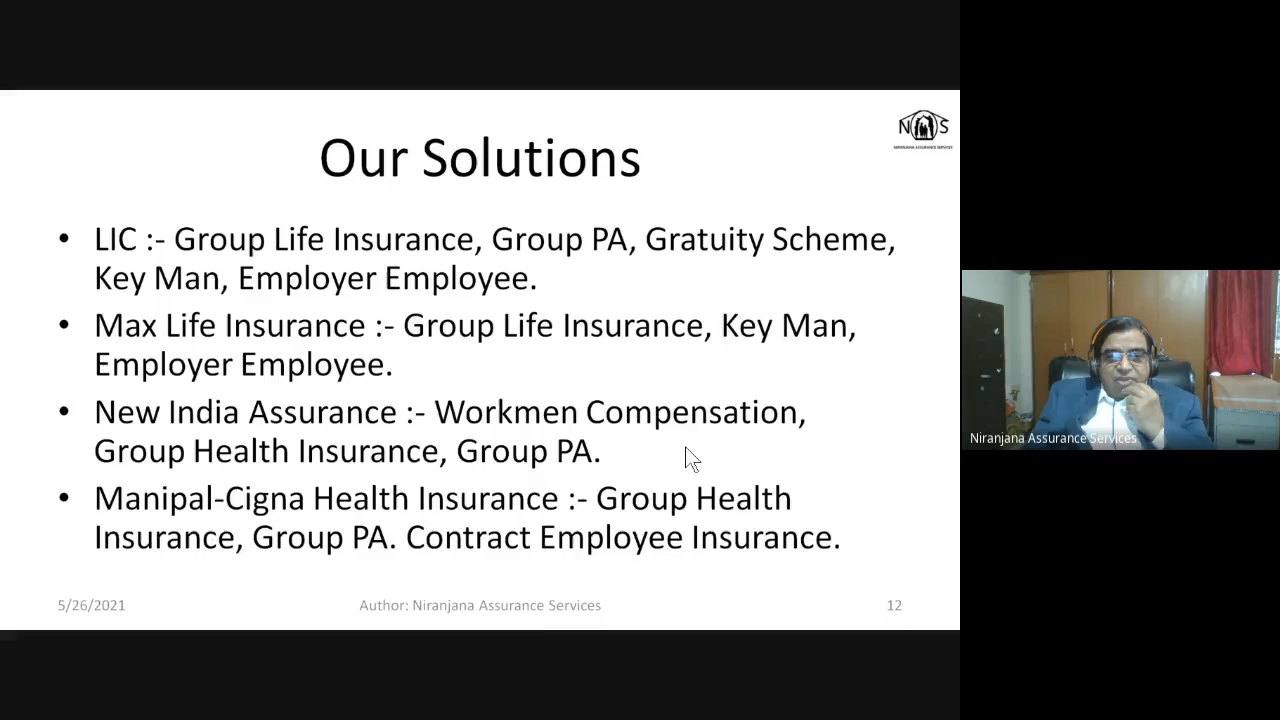 N S
NIRANJANA ASSURANCE SERVICES
Our Solutions
• LIC :- Group Life Insurance, Group PA, Gratuity Scheme,
Key Man, Employer Employee.
• Max Life Insurance :- Group Life Insurance, Key Man,
Employer Employee.
• New India Assurance :- Workmen Compensation,
Group Health Insurance, Group PA.
• Manipal-Cigna Health Insurance :- Group Health
Insurance, Group PA. Contract Employee Insurance.
5/26/2021
Author: Niranjana Assurance Services
12
Niranjana Assurance Services